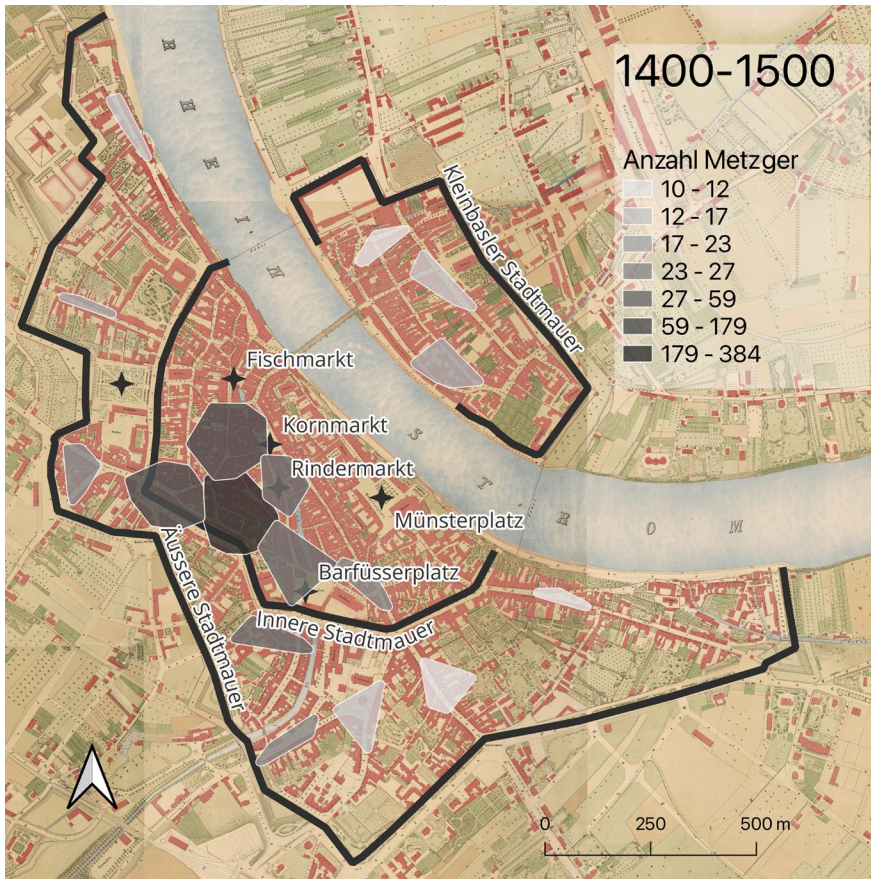 1400-1500
Anzahl Metzger
10 - 12
12 - 17
17 - 23
23 - 27
27 - 59
59 - 179
179 - 384
R
H
E
I
N
Kleinbasler Stadtmauer
Fischmarkt
Kornmarkt
Rindermarkt
Münsterplatz
Barfüsserplatz
Innere Stadtmauer
Äussere Stadtmauer
S
T
R
O
M
0 250 500 m